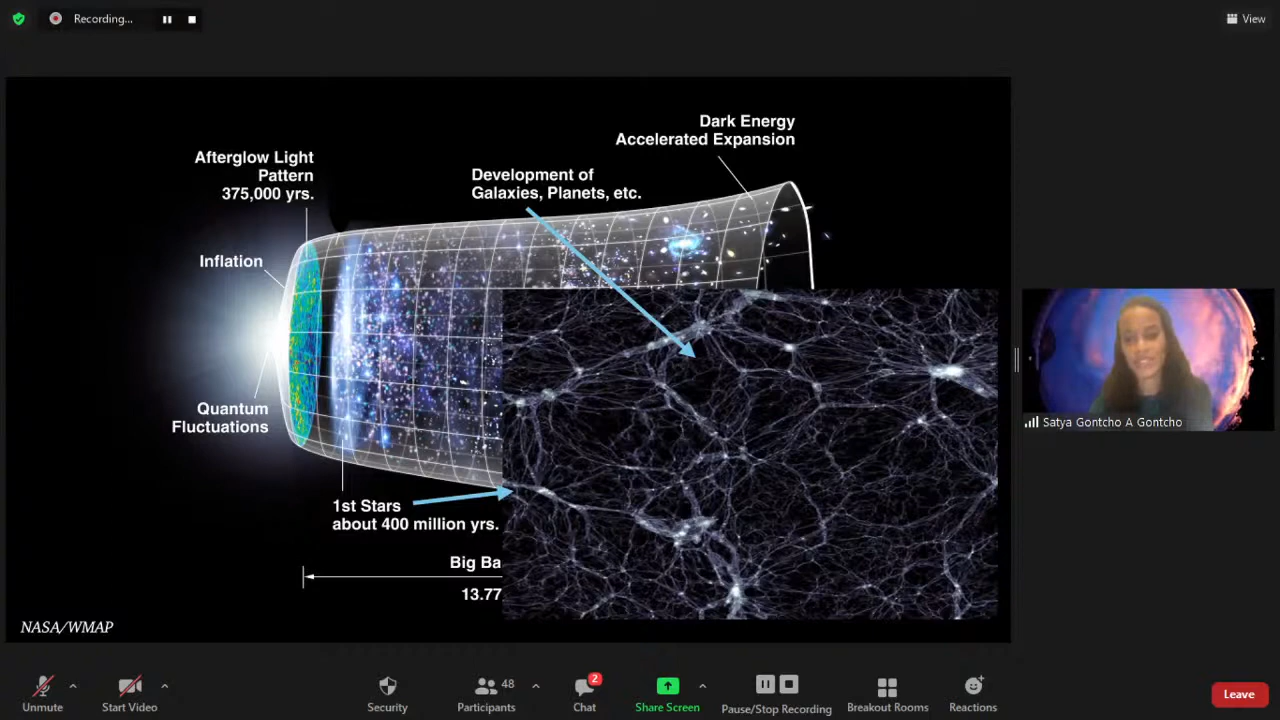 Recording...
View
Dark Energy
Accelerated Expansion
Afterglow Light
Pattern
375,000 yrs.
Development of
Galaxies, Planets, etc.
Inflation
Quantum
Fluctuations
1st Stars
about 400 million yrs.
Big Ba
13.77
NASA/WMAP
Satya Gontcho A Gontcho
Unmute
Start Video
Security
Participants
48
Chat
2
Share Screen
Pause/Stop Recording
Breakout Rooms
Reactions
Leave